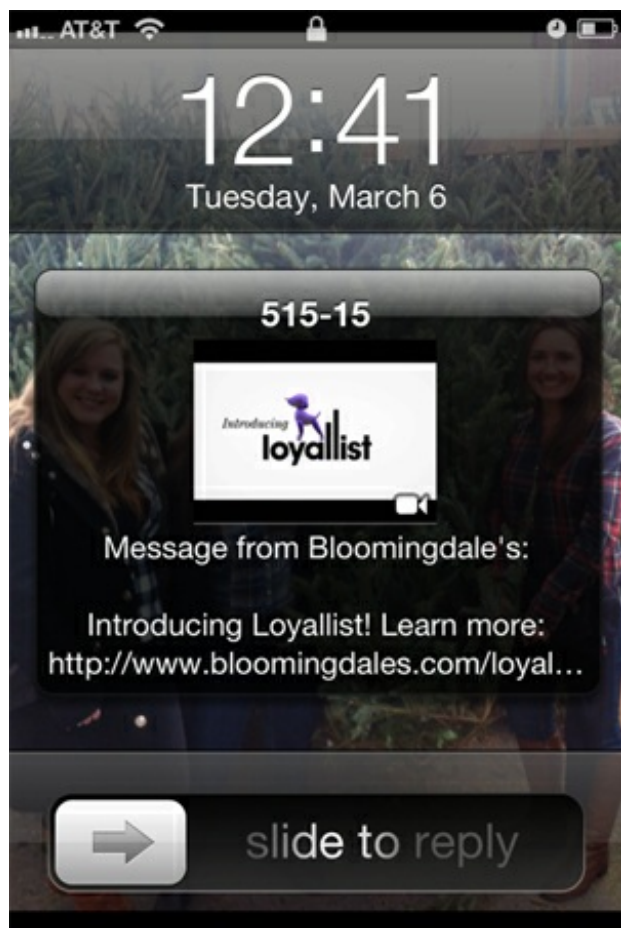 AT&T
12:41
Tuesday, March 6
515-15
Introducing
loyallist
Message from Bloomingdale's:
Introducing Loyallist! Learn more:
http://www.bloomingdales.com/loyal...
slide to reply